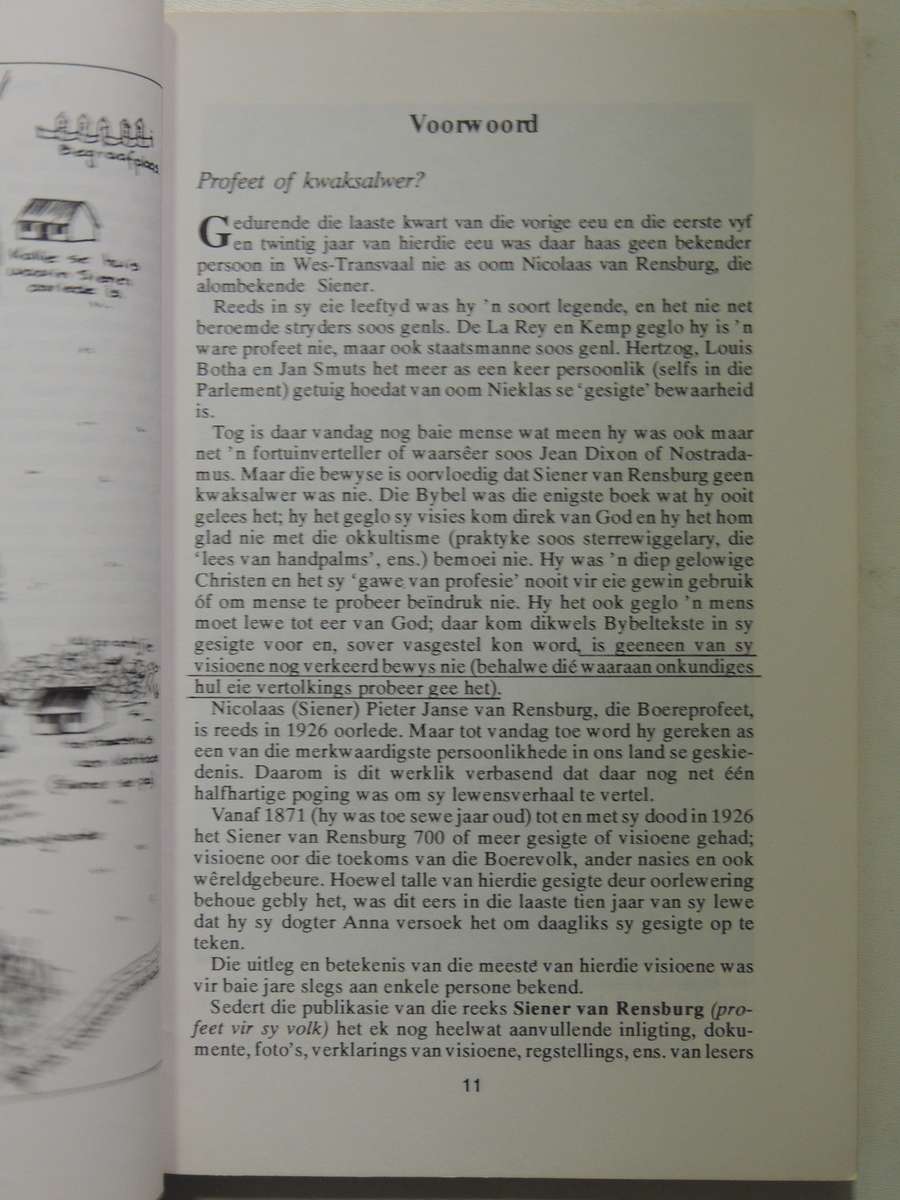 Begraafplaas
Kallie se huis
waarin Siener
oorlede is
Voorwoord
Profeet of kwaksalwer?
Gedurende die laaste kwart van die vorige eeu en die eerste vyf
en twintig jaar van hierdie eeu was daar haas geen bekender
persoon in Wes-Transvaal nie as oom Nicolaas van Rensburg, die
alombekende Siener.
Reeds in sy eie leeftyd was hy 'n soort legende, en het nie net
beroemde stryders soos genls. De La Rey en Kemp geglo hy is 'n
ware profeet nie, maar ook staatsmanne soos genl. Hertzog, Louis
Botha en Jan Smuts het meer as een keer persoonlik (selfs in die
Parlement) getuig hoedat van oom Nieklas se 'gesigte' bewaarheid
is.
Tog is daar vandag nog baie mense wat meen hy was ook maar
net 'n fortuinverteller of waarsêer soos Jean Dixon of Nostrada-
mus. Maar die bewyse is oorvloedig dat Siener van Rensburg geen
kwaksalwer was nie. Die Bybel was die enigste boek wat hy ooit
gelees het; hy het geglo sy visies kom direk van God en hy het hom
glad nie met die okkultisme (praktyke soos sterrewiggelary, die
'lees van handpalms', ens.) bemoei nie. Hy was 'n diep gelowige
Christen en het sy 'gawe van profesie' nooit vir eie gewin gebruik
óf om mense te probeer beïndruk nie. Hy het ook geglo 'n mens
moet lewe tot eer van God; daar kom dikwels Bybeltekste in sy
gesigte voor en, sover vasgestel kon word, is geeneen van sy
visioene nog verkeerd bewys nie (behalwe dié waaraan onkundiges
hul eie vertolkings probeer gee het).
Nicolaas (Siener) Pieter Janse van Rensburg, die Boereprofeet,
is reeds in 1926 oorlede. Maar tot vandag toe word hy gereken as
een van die merkwaardigste persoonlikhede in ons land se geskie-
denis. Daarom is dit werklik verbasend dat daar nog net één
halfhartige poging was om sy lewensverhaal te vertel.
Vanaf 1871 (hy was toe sewe jaar oud) tot en met sy dood in 1926
het Siener van Rensburg 700 of meer gesigte of visioene gehad;
visioene oor die toekoms van die Boerevolk, ander nasies en ook
wêreldgebeure. Hoewel talle van hierdie gesigte deur oorlewering
behoue gebly het, was dit eers in die laaste tien jaar van sy lewe
dat hy sy dogter Anna versoek het om daagliks sy gesigte op te
teken.
Die uitleg en betekenis van die meeste van hierdie visioene was
vir baie jare slegs aan enkele persone bekend.
Sedert die publikasie van die reeks Siener van Rensburg (pro-
feet vir sy volk) het ek nog heelwat aanvullende inligting, doku-
mente, foto's, verklarings van visioene, regstellings, ens. van lesers
11